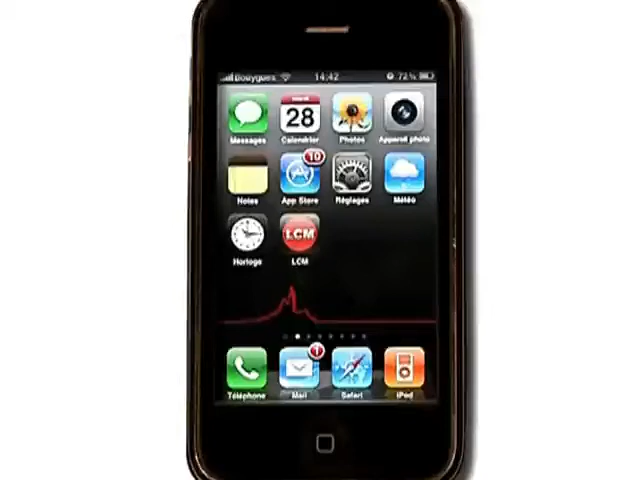 Bouygues 14:42 72%
28
Messages Calendrier Photos Appareil photo
10
Notes App Store Réglages Météo
LCM
Horloge LCM
1
Téléphone Mail Safari iPod